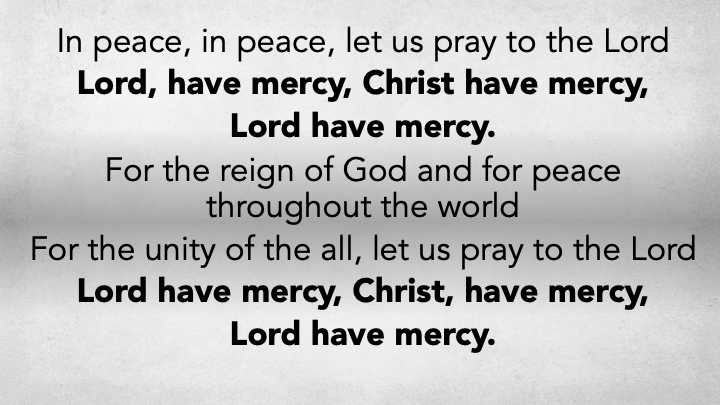 In peace, in peace, let us pray to the Lord
Lord, have mercy, Christ have mercy,
Lord have mercy.
For the reign of God and for peace
throughout the world
For the unity of the all, let us pray to the Lord
Lord have mercy, Christ, have mercy,
Lord have mercy.